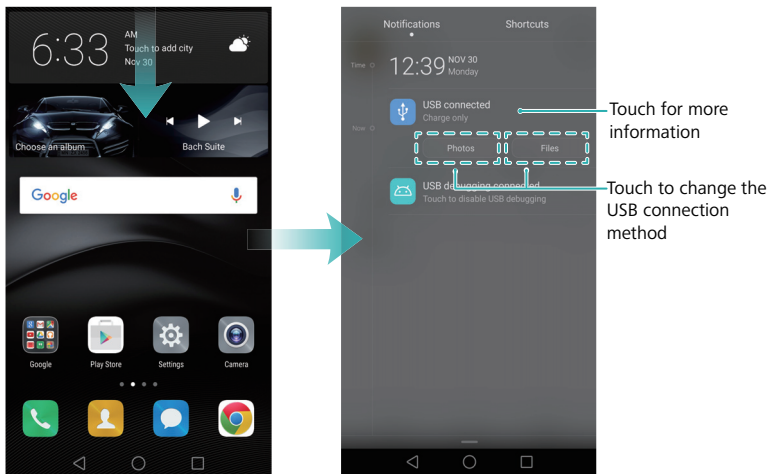 6:33
AM
Touch to add city
Nov 30
Choose an album
Bach Suite
Google
Google
Play Store
Settings
Camera
Notifications
Shortcuts
Time
12:39
NOV 30
Monday
Now
USB connected
Charge only
Photos
Files
USB debugging connected
Touch to disable USB debugging
Touch for more
information
Touch to change the
USB connection
method